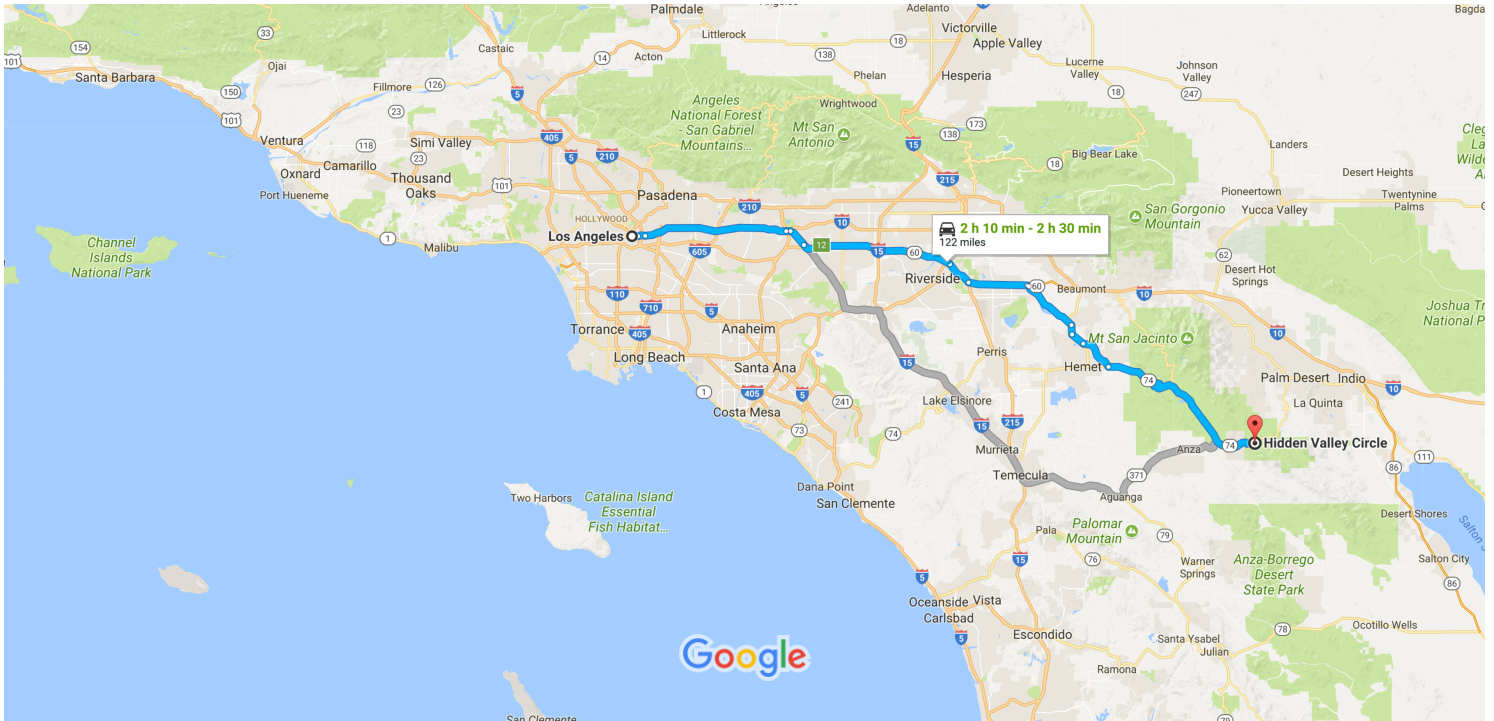 Palmdale
Adelanto
Bagda
Victorville
Littlerock
18
Apple Valley
33
154
Castaic
138
101
Ojai
14
Acton
Lucerne
Valley
Johnson
Valley
Santa Barbara
Phelan
Hesperia
Fillmore
126
150
5
18
247
Angeles
National Forest
- San Gabriel
Mountains...
Wrightwood
23
101
Mt San
Antonio
173
138
Ventura
405
118
Simi Valley
15
Landers
5
210
Big Bear Lake
18
Camarillo
23
Oxnard
Thousand
Oaks
215
Desert Heights
Port Hueneme
101
Pasadena
Pioneertown
Yucca Valley
Twentynine
Palms
210
San Gorgonio
Mountain
HOLLYWOOD
10
2 h 10 min - 2 h 30 min
122 miles
Los Angeles
1
Malibu
Channel
Islands
National Park
605
12
15
60
62
Desert Hot
Springs
Riverside
60
Beaumont
10
110
710
5
Joshua Tr
National P
Torrance
405
Anaheim
10
Mt San Jacinto
Long Beach
Perris
Santa Ana
15
Hemet
74
Palm Desert
Indio
10
1
405
5
241
Lake Elsinore
La Quinta
Costa Mesa
73
74
15
215
Murrieta
Anza
74
Hidden Valley Circle
111
86
Dana Point
Temecula
371
San Clemente
Aguanga
Two Harbors
Catalina Island
Essential
Fish Habitat...
Desert Shores
Pala
Palomar
Mountain
79
Salton S
15
76
Warner
Springs
Anza-Borrego
Desert
State Park
Salton City
5
86
Oceanside
Vista
Carlsbad
78
Ocotillo Wells
5
Escondido
Santa Ysabel
Julian
Google
Ramona
79
San Clemente